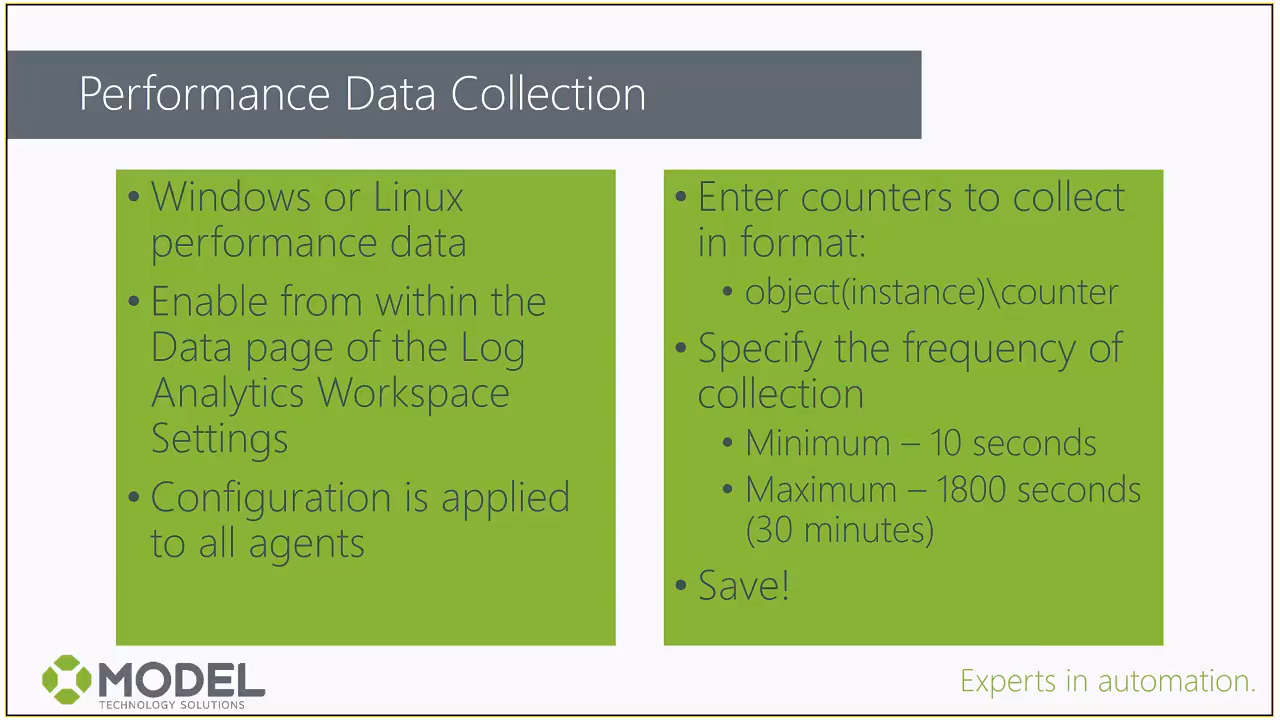 Performance Data Collection
• Windows or Linux
performance data
• Enable from within the
Data page of the Log
Analytics Workspace
Settings
• Configuration is applied
to all agents
• Enter counters to collect
in format:
• object(instance)\counter
• Specify the frequency of
collection
• Minimum – 10 seconds
• Maximum – 1800 seconds
(30 minutes)
• Save!
MODEL
TECHNOLOGY SOLUTIONS
Experts in automation.